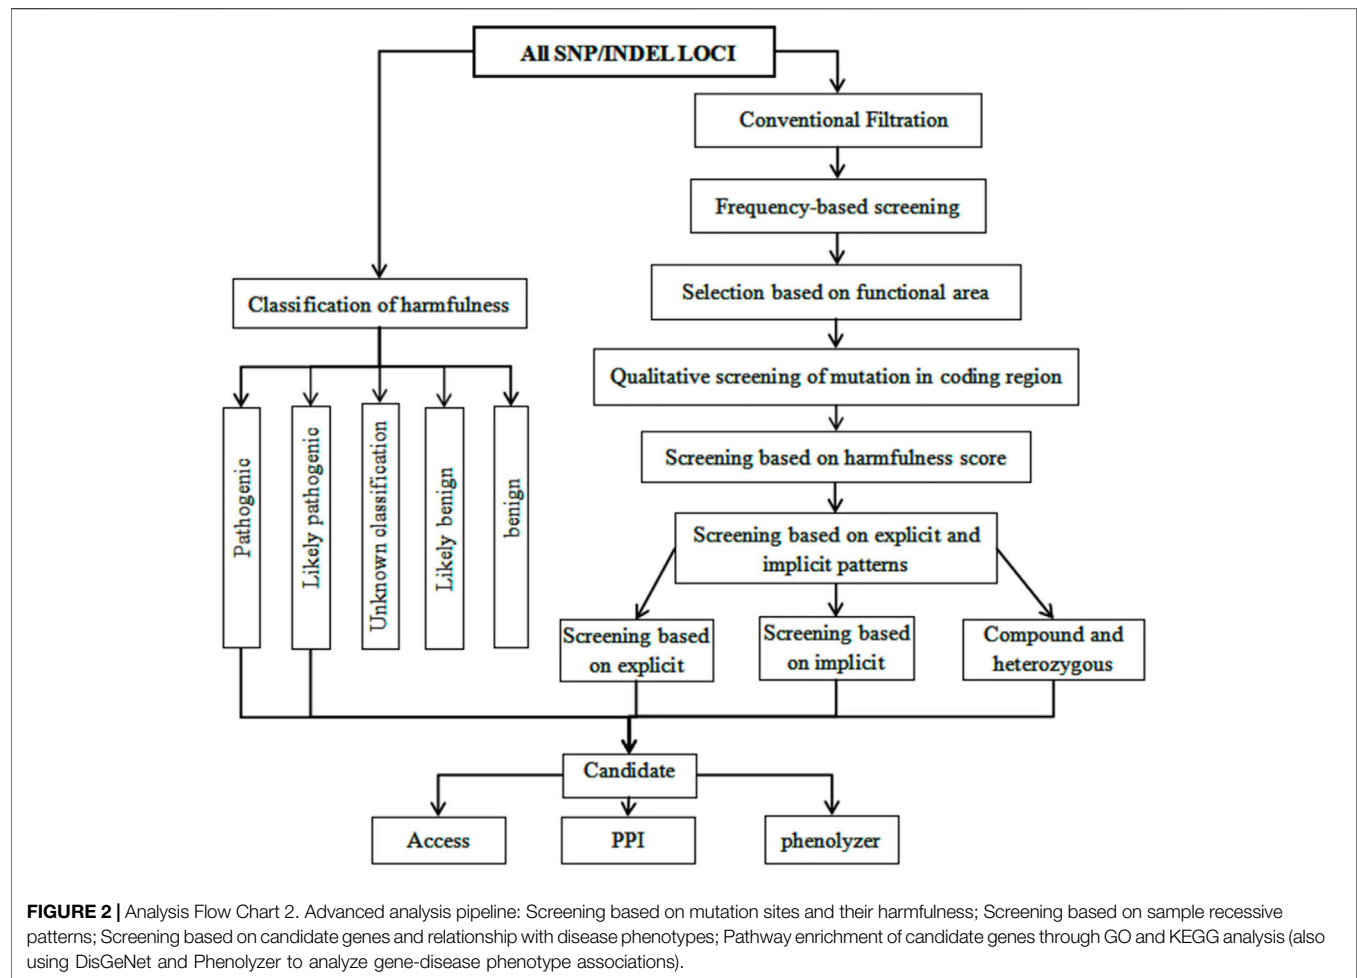 All SNP/INDEL LOCI
Conventional Filtration
Frequency-based screening
Selection based on functional area
Classification of harmfulness
Qualitative screening of mutation in coding region
Screening based on harmfulness score
Pathogenic
Likely pathogenic
Unknown classification
Likely benign
benign
Screening based on explicit and
implicit patterns
Screening based
on explicit
Screening based
on implicit
Compound and
heterozygous
Candidate
Access
PPI
phenolyzer
FIGURE 2 | Analysis Flow Chart 2. Advanced analysis pipeline: Screening based on mutation sites and their harmfulness; Screening based on sample recessive
patterns; Screening based on candidate genes and relationship with disease phenotypes; Pathway enrichment of candidate genes through GO and KEGG analysis (also
using DisGeNet and Phenolyzer to analyze gene-disease phenotype associations).